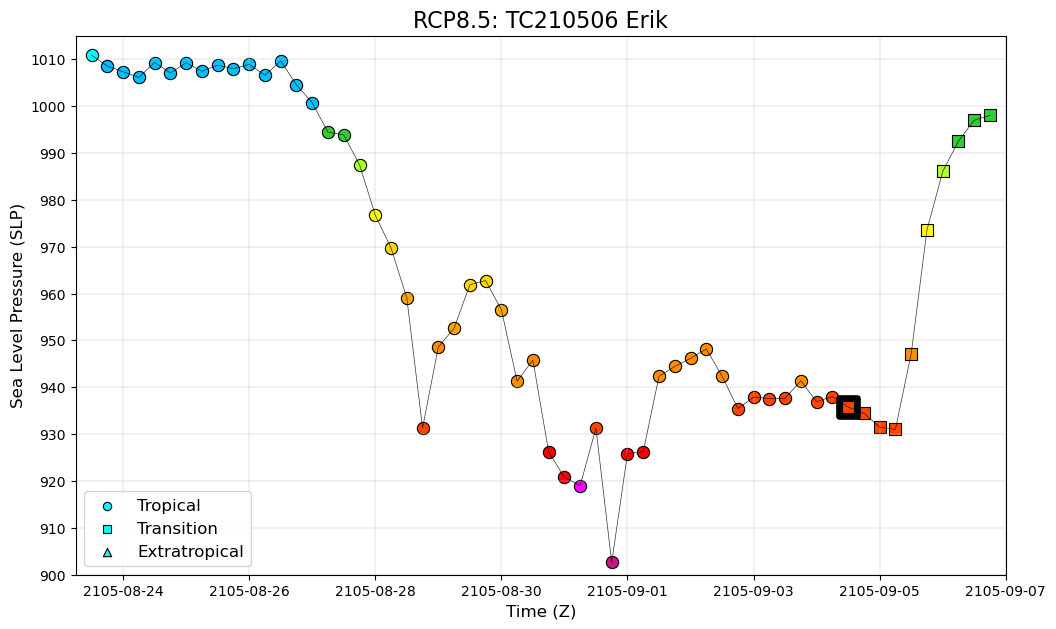 RCP8.5: TC210506 Erik
Sea Level Pressure (SLP)
1010
1000
990
980
970
960
950
940
930
920
910
900
Tropical
Transition
Extratropical
2105-08-24 2105-08-26 2105-08-28 2105-08-30 2105-09-01 2105-09-03 2105-09-05 2105-09-07
Time (Z)